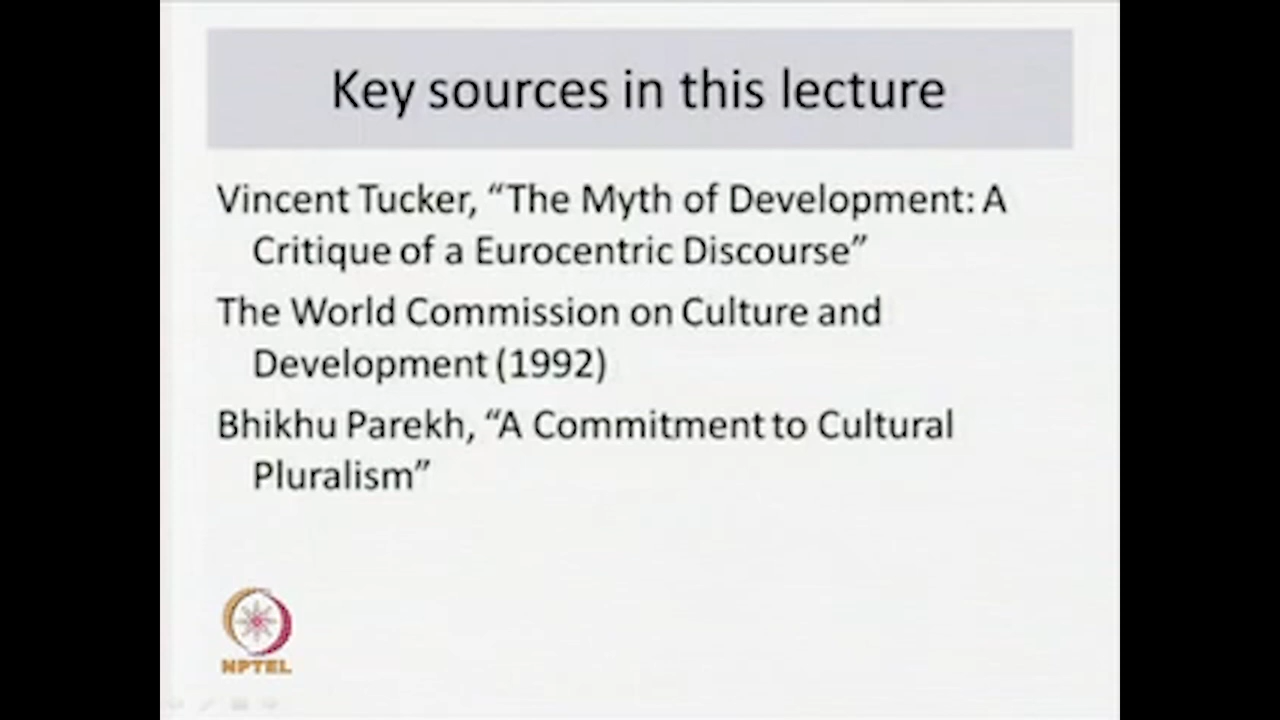 Key sources in this lecture
Vincent Tucker, “The Myth of Development: A
Critique of a Eurocentric Discourse”
The World Commission on Culture and
Development (1992)
Bhikhu Parekh, “A Commitment to Cultural
Pluralism”
NPTEL